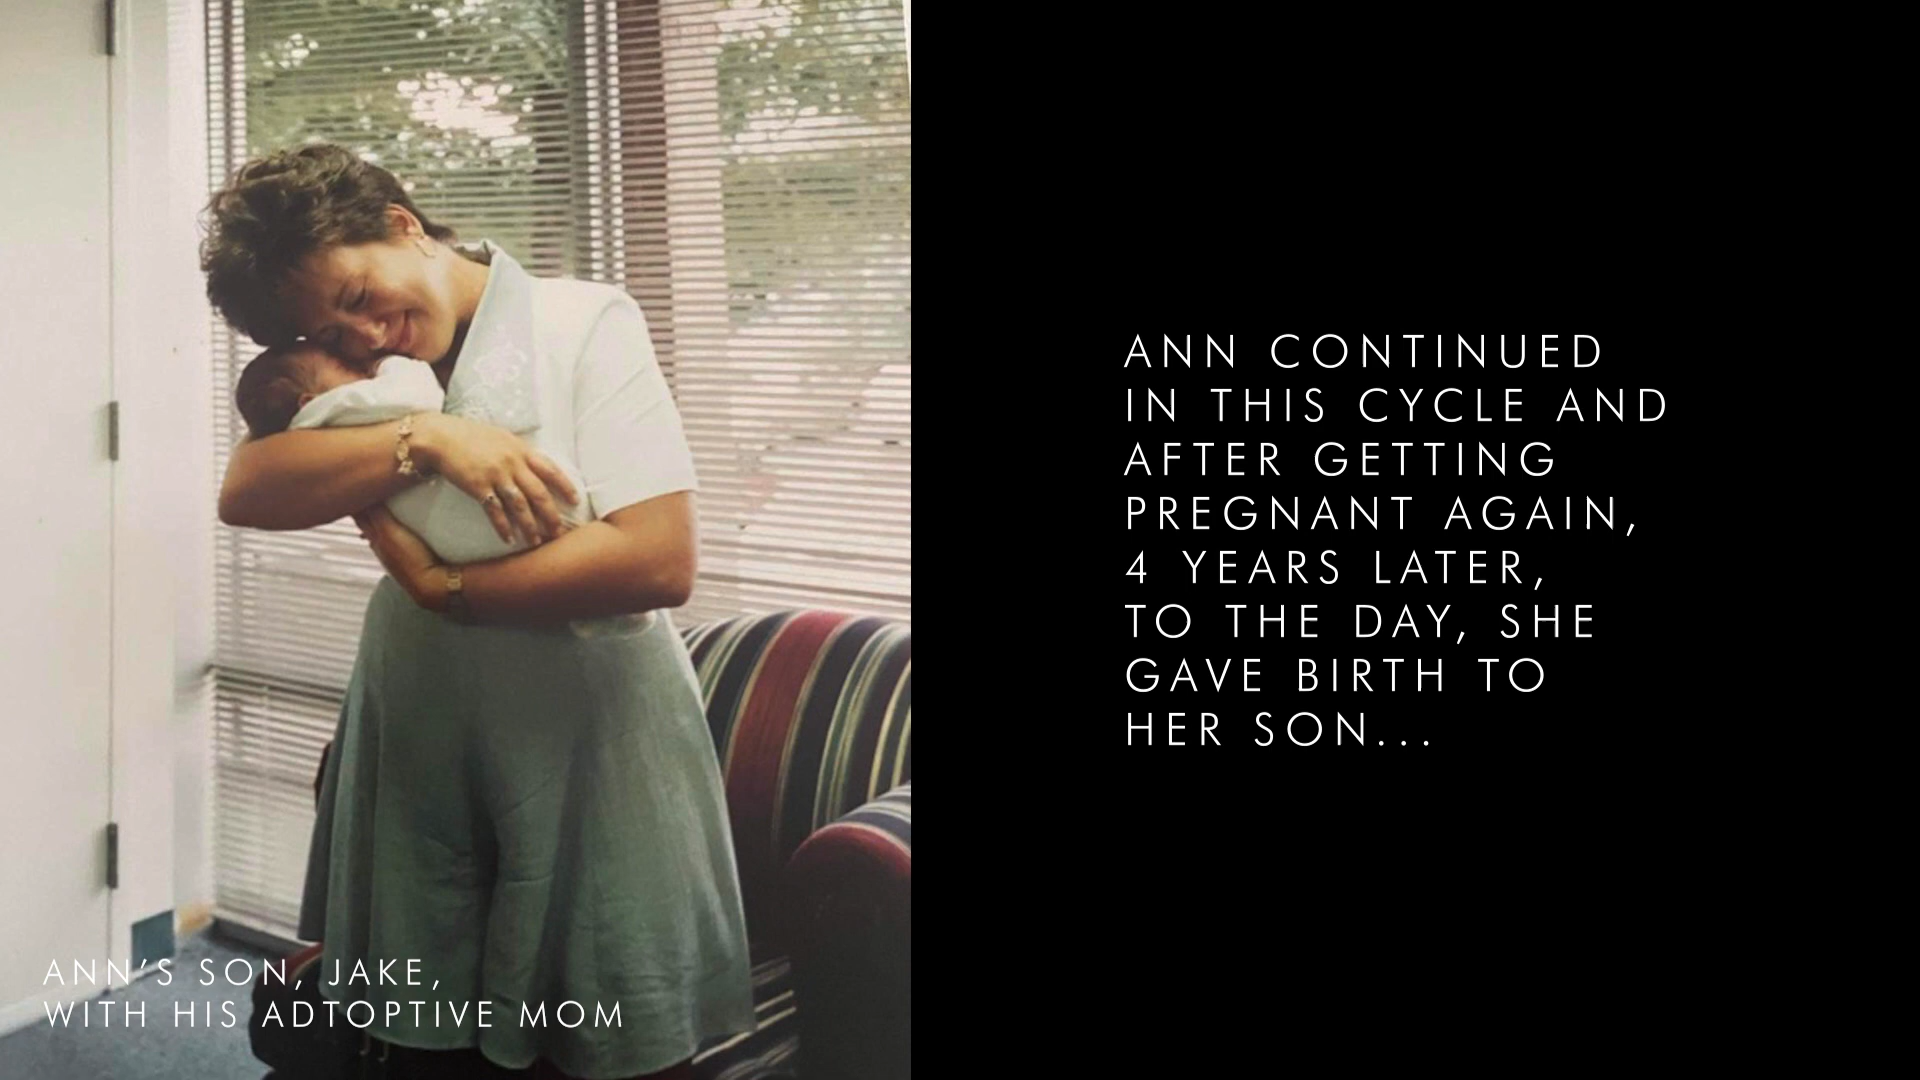 ANN CONTINUED
IN THIS CYCLE AND
AFTER GETTING
PREGNANT AGAIN,
4 YEARS LATER,
TO THE DAY, SHE
GAVE BIRTH TO
HER SON...
ANN'S SON, JAKE,
WITH HIS ADTOPTIVE MOM